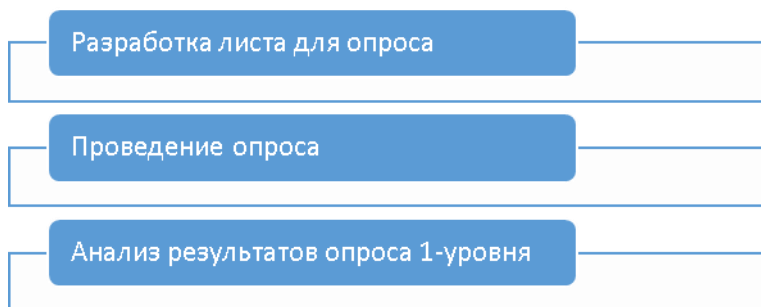 Разработка листа для опроса
Проведение опроса
Анализ результатов опроса 1-уровня